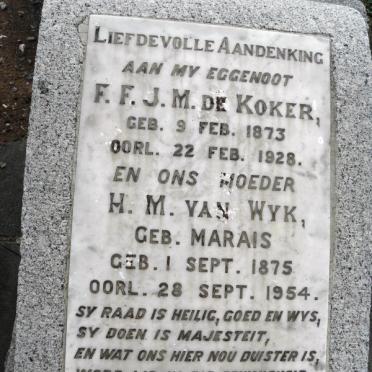 LIEFDEVOLLE AANDENKING
AAN MY EGGENOOT
F. F. J. M. DE KOKER,
GEB. 9 FEB. 1873
OORL. 22 FEB. 1928.
EN ONS MOEDER
H. M. VAN WYK,
GEB. MARAIS
GEB. 1 SEPT. 1875
OORL. 28 SEPT. 1954.
SY RAAD IS HEILIG, GOED EN WYS,
SY DOEN IS MAJESTEIT,
EN WAT ONS HIER NOU DUISTER IS,